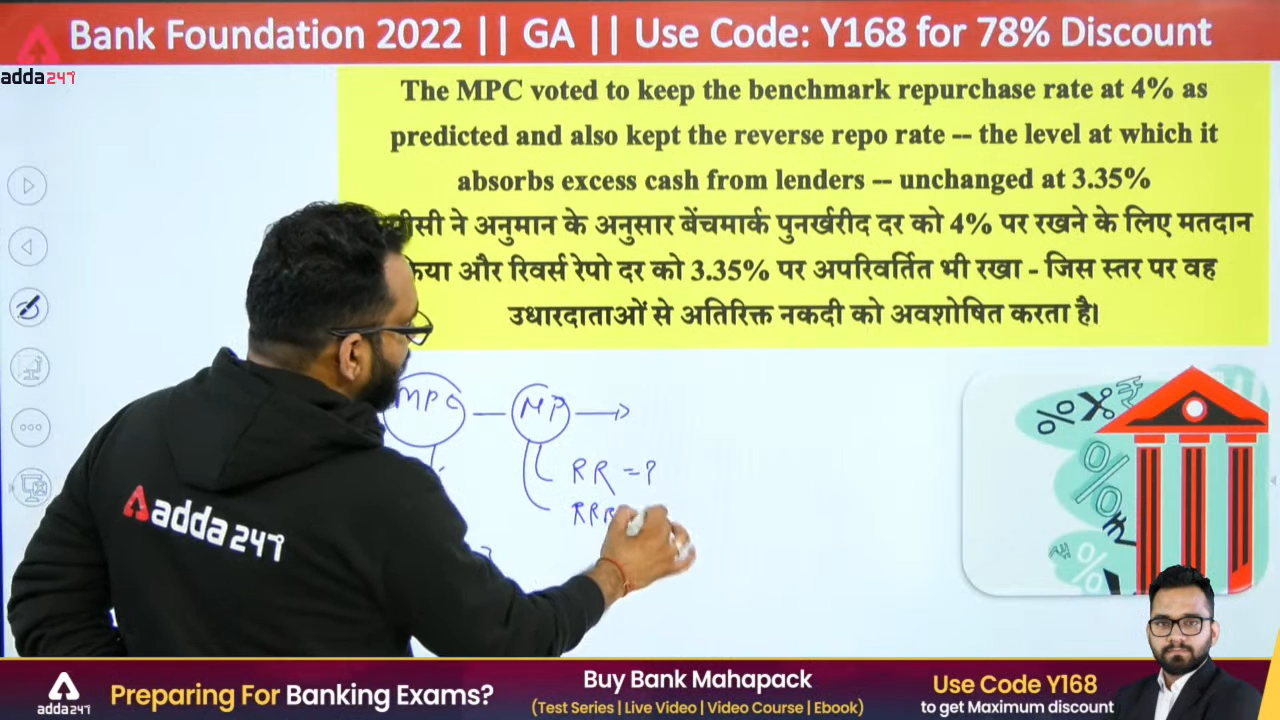 Bank Foundation 2022 || GA || Use Code: Y168 for 78% Discount
adda247
The MPC voted to keep the benchmark repurchase rate at 4% as
predicted and also kept the reverse repo rate -- the level at which it
absorbs excess cash from lenders -- unchanged at 3.35%
ने अनुमान के अनुसार बेंचमार्क पुनर्खरीद दर को 4% पर रखने के लिए मतदान
और रिवर्स रेपो दर को 3.35% पर अपरिवर्तित भी रखा - जिस स्तर पर वह
उधारदाताओं से अतिरिक्त नकदी को अवशोषित करता है।
MPC MP
RR = ?
adda247
adda247
Preparing For Banking Exams?
Buy Bank Mahapack
(Test Series | Live Video | Video Course | Ebook)
Use Code Y168
to get Maximum discount